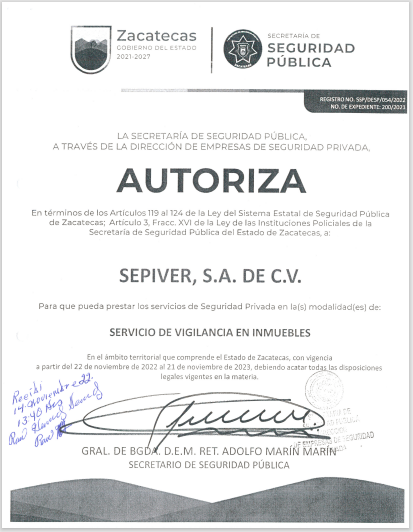 Zacatecas
GOBIERNO DEL ESTADO
2021-2027
SECRETARÍA DE
SEGURIDAD
PÚBLICA
REGISTRO NO. SSP/DESP/054/2022
NO. DE EXPEDIENTE: 200/2021
LA SECRETARÍA DE SEGURIDAD PÚBLICA,
A TRAVÉS DE LA DIRECCIÓN DE EMPRESAS DE SEGURIDAD PRIVADA,
AUTORIZA
En términos de los Artículos 119 al 124 de la Ley del Sistema Estatal de Seguridad Pública
de Zacatecas; Artículo 3, Fracc. XVI de la Ley de las Instituciones Policiales de la
Secretaría de Seguridad Pública del Estado de Zacatecas, a:
SEPIVER, S.A. DE C.V.
Para que pueda prestar los servicios de Seguridad Privada en la(s) modalidad(es) de:
SERVICIO DE VIGILANCIA EN INMUEBLES
En el ámbito territorial que comprende el Estado de Zacatecas, con vigencia
a partir del 22 de noviembre de 2022 al 21 de noviembre de 2023, debiendo acatar todas las disposiciones
legales vigentes en la materia.
Recibí
14-noviembre 22.
13:45 Hrs
GRAL. DE BGDA. D.E.M. RET. ADOLFO MARÍN MARÍN
SECRETARIO DE SEGURIDAD PÚBLICA
DE EMPRESAS DE SEGURIDAD